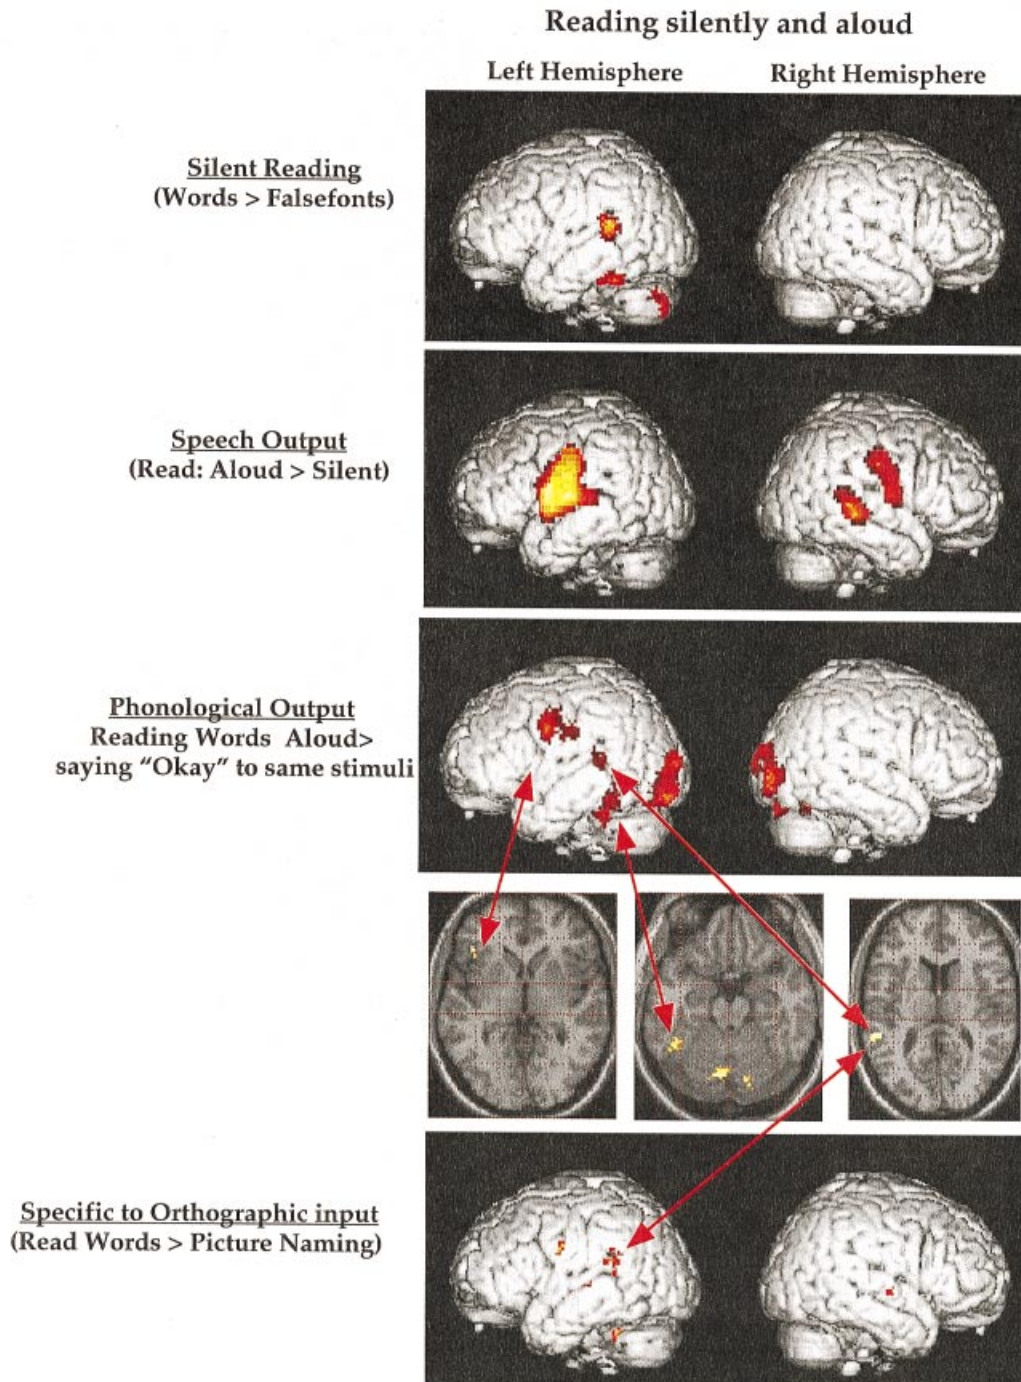 Reading silently and aloud
Left Hemisphere
Right Hemisphere
Silent Reading
(Words > Falsefonts)
Speech Output
(Read: Aloud > Silent)
Phonological Output
Reading Words Aloud>
saying "Okay" to same stimuli
Specific to Orthographic input
(Read Words > Picture Naming)